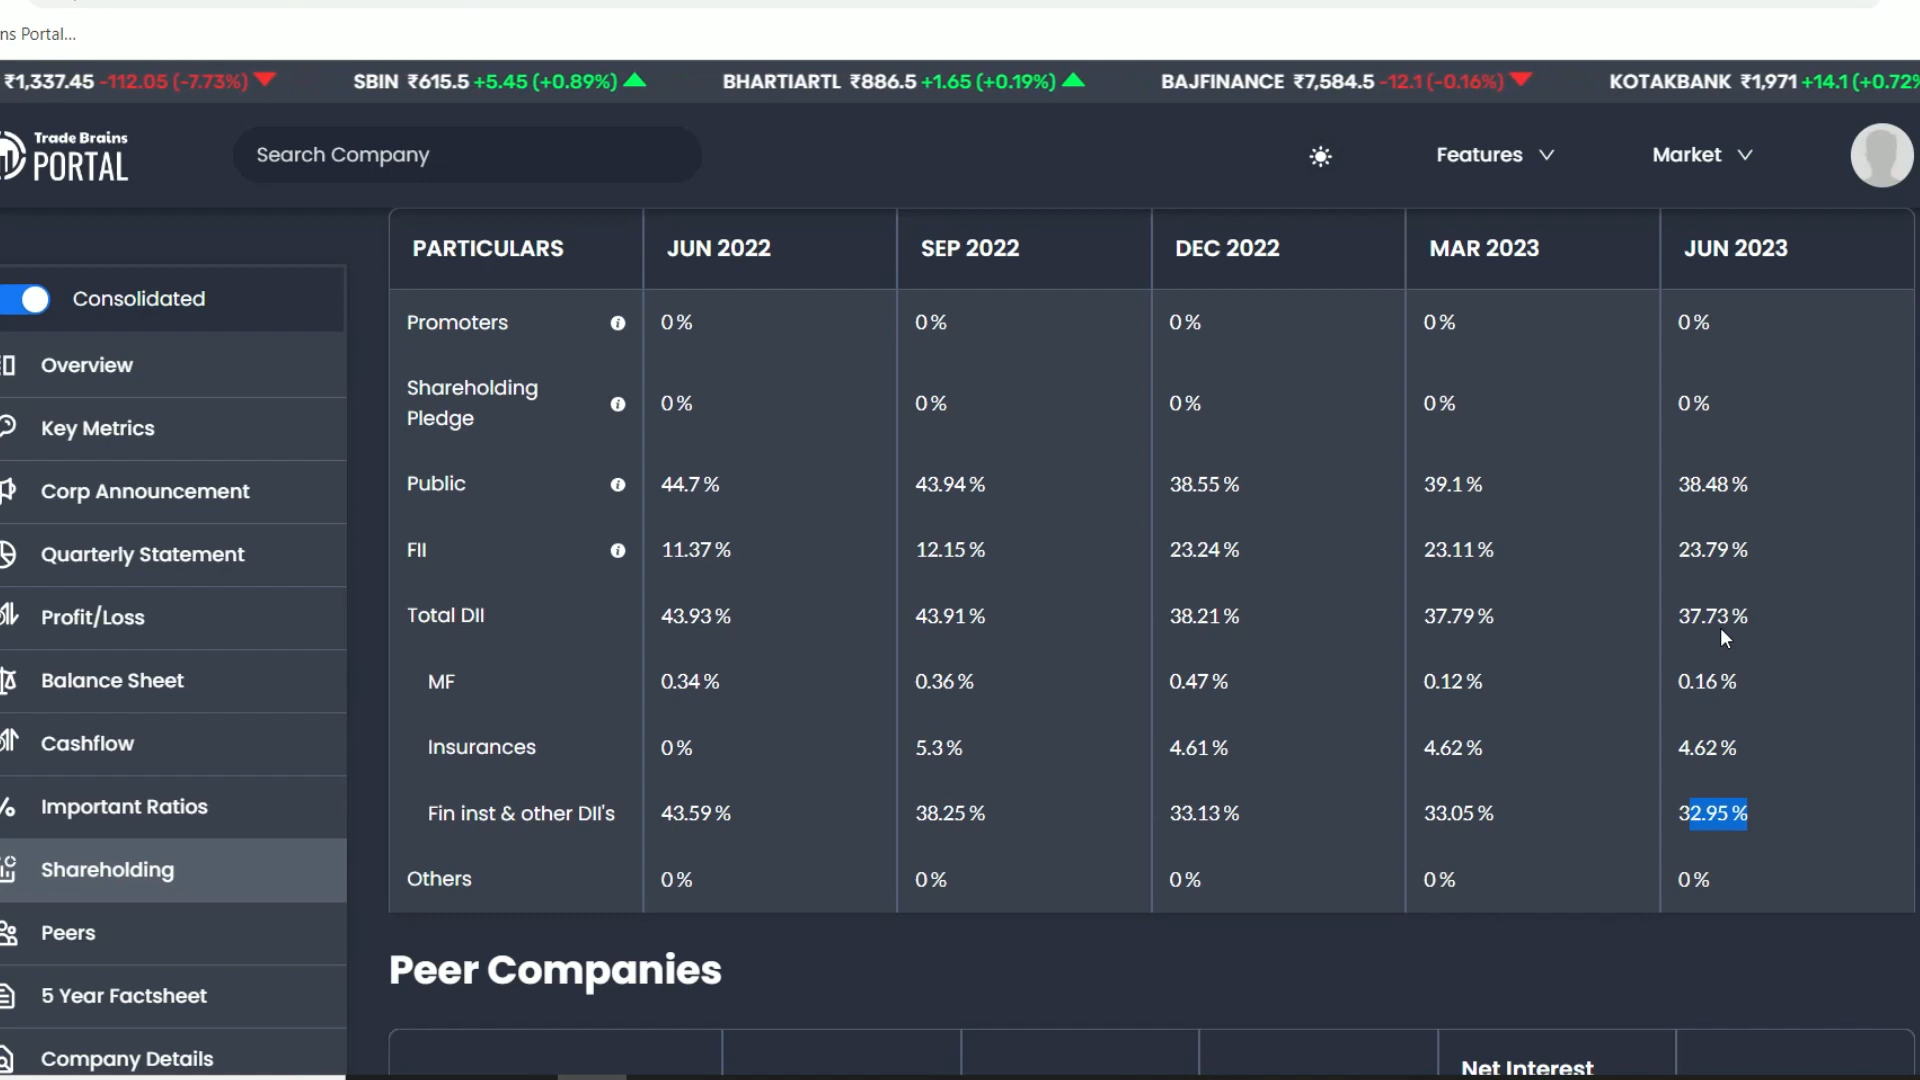 ns Portal...
₹1,337.45 -112.05 (-7.73%) SBIN ₹615.5 +5.45 (+0.89%) BHARTIARTL ₹886.5 +1.65 (+0.19%) BAJFINANCE ₹7,584.5 -12.1 (-0.16%) KOTAKBANK ₹1,971 +14.1 (+0.72%
Trade Brains
PORTAL
Search Company
Features
Market
Consolidated
Overview
Key Metrics
Corp Announcement
Quarterly Statement
Profit/Loss
Balance Sheet
Cashflow
Important Ratios
Shareholding
Peers
5 Year Factsheet
Company Details
PARTICULARS JUN 2022 SEP 2022 DEC 2022 MAR 2023 JUN 2023
Promoters 0 % 0 % 0 % 0 % 0 %
Shareholding
Pledge 0 % 0 % 0 % 0 % 0 %
Public 44.7 % 43.94 % 38.55 % 39.1 % 38.48 %
FII 11.37 % 12.15 % 23.24 % 23.11 % 23.79 %
Total DII 43.93 % 43.91 % 38.21 % 37.79 % 37.73 %
MF 0.34 % 0.36 % 0.47 % 0.12 % 0.16 %
Insurances 0 % 5.3 % 4.61 % 4.62 % 4.62 %
Fin inst & other DII's 43.59 % 38.25 % 33.13 % 33.05 % 32.95 %
Others 0 % 0 % 0 % 0 % 0 %
Peer Companies
Net Interest